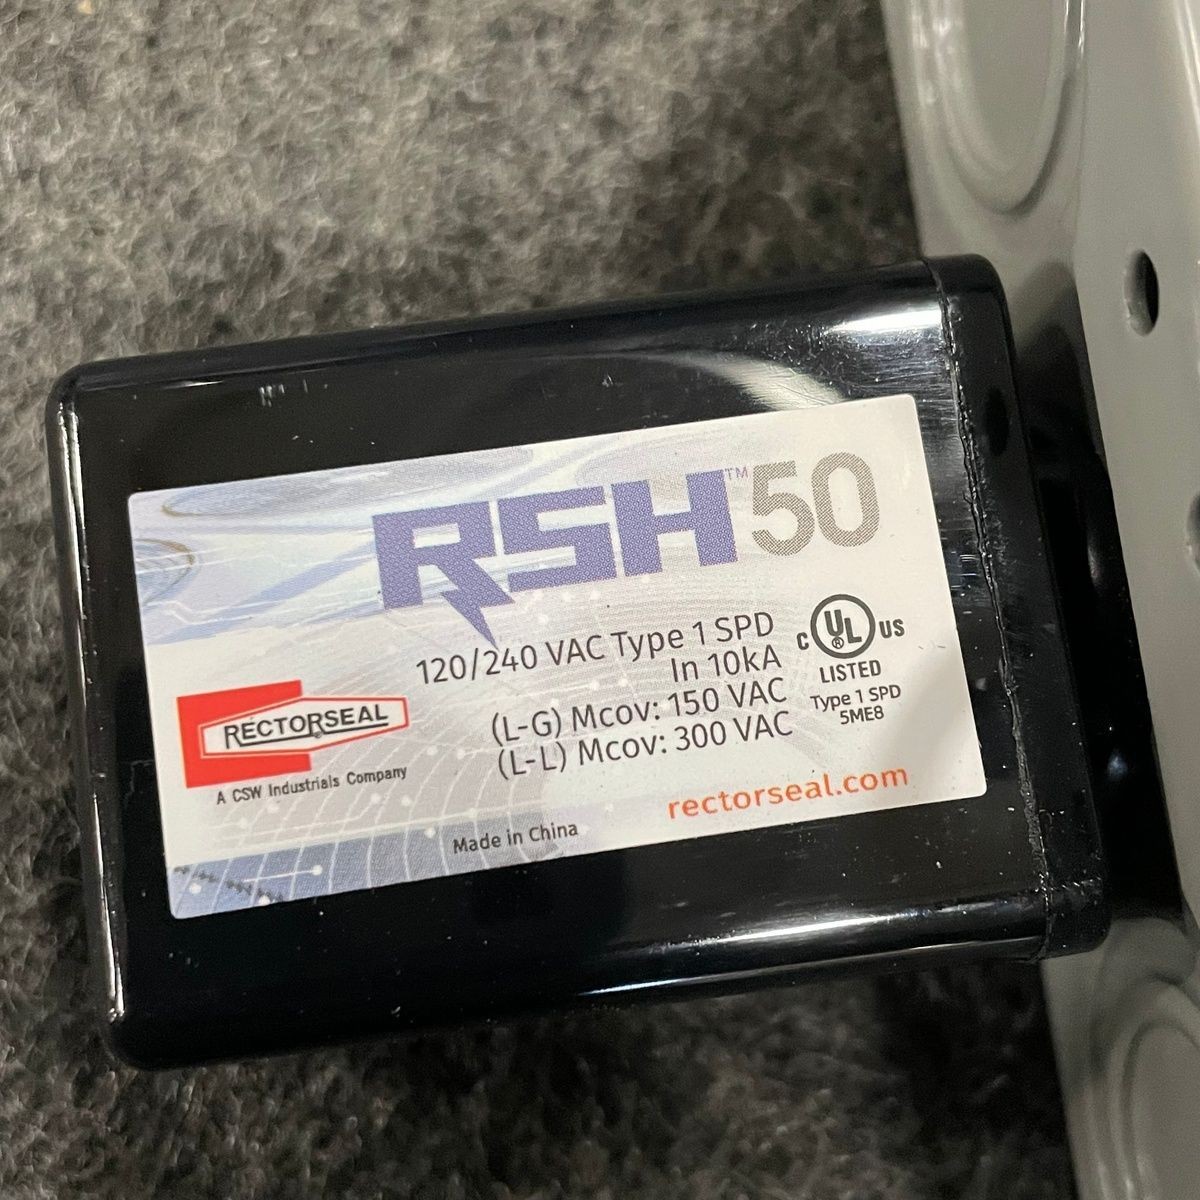 RSH™50
120/240 VAC Type 1 SPD
In 10kA
(L-G) Mcov: 150 VAC
(L-L) Mcov: 300 VAC
C UL® US
LISTED
Type 1 SPD
5ME8
RECTORSEAL®
A CSW Industrials Company
rectorseal.com
Made in China